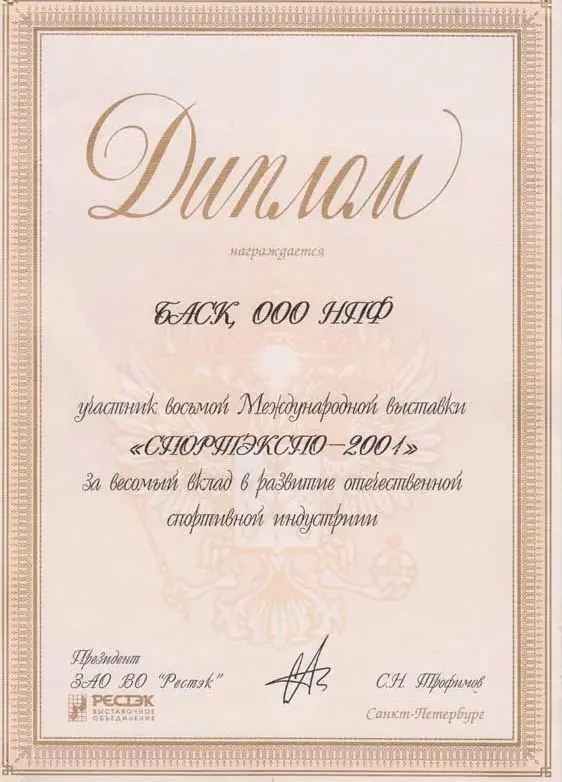 Диплом
награждается
БАСК, ООО НПФ
участник восьмой Международной выставки
«СПОРТЭКСПО–2001»
за весомый вклад в развитие отечественной
спортивной индустриии
Президент
ЗАО ВО "Рестэк"
С.Н. Трофимов
РЕСТЭК
ВЫСТАВОЧНОЕ
ОБЪЕДИНЕНИЕ
Санкт-Петербург